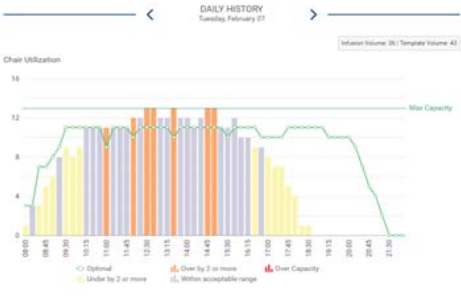 DAILY HISTORY
Tuesday, February 07
Infusion Volume: 35 | Template Volume: 43
Chair Utilization
16
12
8
4
0
Max Capacity
08:00
08:45
09:30
10:15
11:00
11:45
12:30
13:15
14:00
14:45
15:30
16:15
17:00
17:45
18:30
19:15
20:00
20:45
21:30
Optional
Over by 2 or more
Over Capacity
Under by 2 or more
Within acceptable range